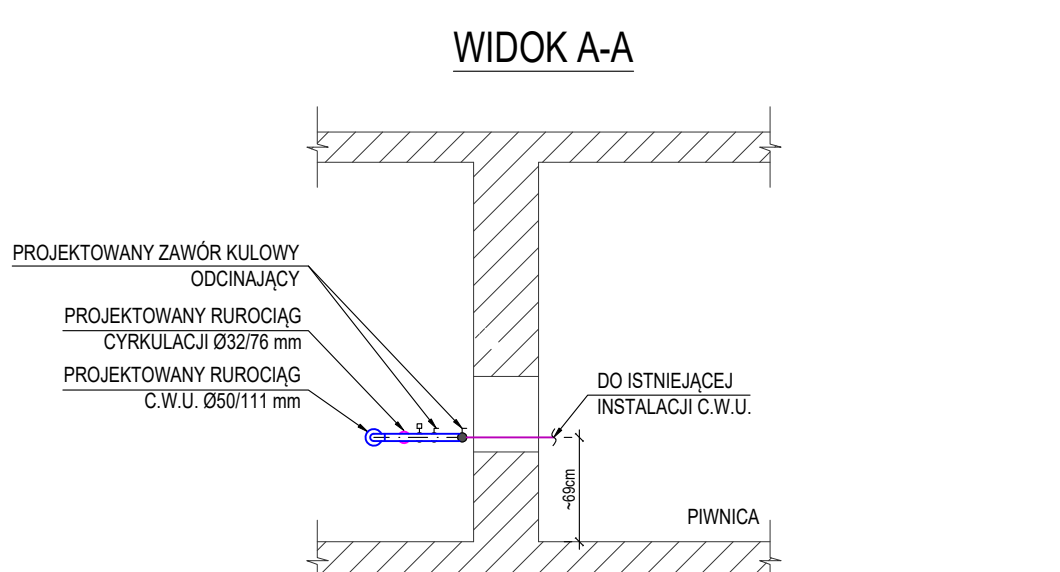 WIDOK A-A
PROJEKTOWANY ZAWÓR KULOWY
ODCINAJĄCY
PROJEKTOWANY RUROCIĄG
CYRKULACJI Ø32/76 mm
PROJEKTOWANY RUROCIĄG
C.W.U. Ø50/111 mm
DO ISTNIEJĄCEJ
INSTALACJI C.W.U.
~69cm
PIWNICA